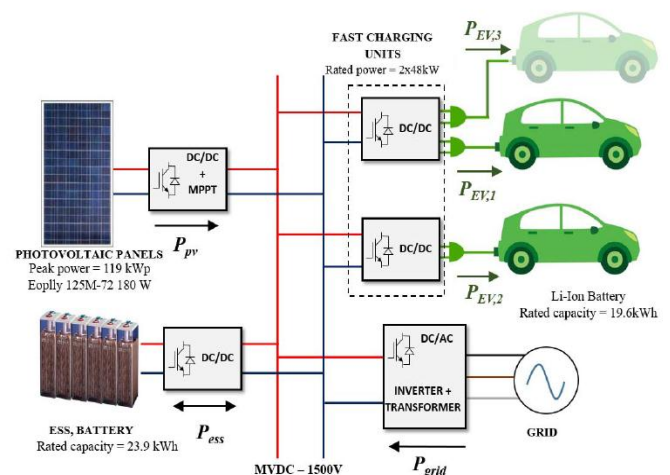 P_EV,3
FAST CHARGING
UNITS
Rated power = 2x48kW
DC/DC
DC/DC
+
MPPT
P_EV,1
P_pv
PHOTOVOLTAIC PANELS
Peak power = 119 kWp
Eoplly 125M-72 180 W
DC/DC
P_EV,2
Li-Ion Battery
Rated capacity = 19.6kWh
DC/DC
P_ess
ESS, BATTERY
Rated capacity = 23.9 kWh
DC/AC
INVERTER +
TRANSFORMER
GRID
P_grid
MVDC – 1500V